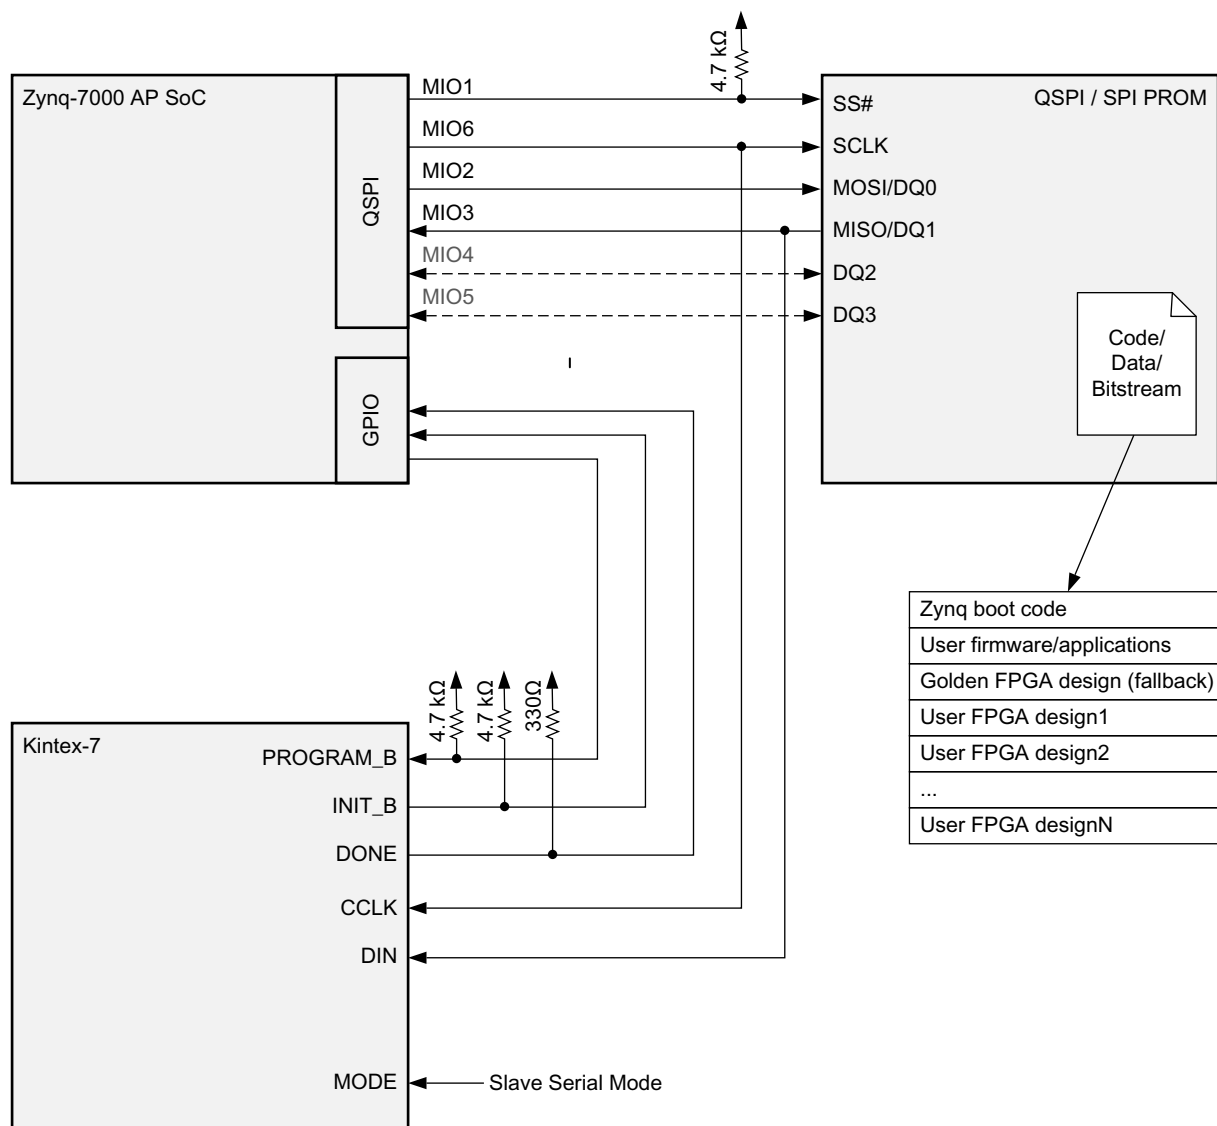 4.7 kΩ
Zynq-7000 AP SoC
QSPI
MIO1
MIO6
MIO2
MIO3
MIO4
MIO5
GPIO
QSPI / SPI PROM
SS#
SCLK
MOSI/DQ0
MISO/DQ1
DQ2
DQ3
Code/
Data/
Bitstream
Zynq boot code
User firmware/applications
Golden FPGA design (fallback)
User FPGA design1
User FPGA design2
...
User FPGA designN
4.7 kΩ
4.7 kΩ
330Ω
Kintex-7
PROGRAM_B
INIT_B
DONE
CCLK
DIN
MODE
Slave Serial Mode